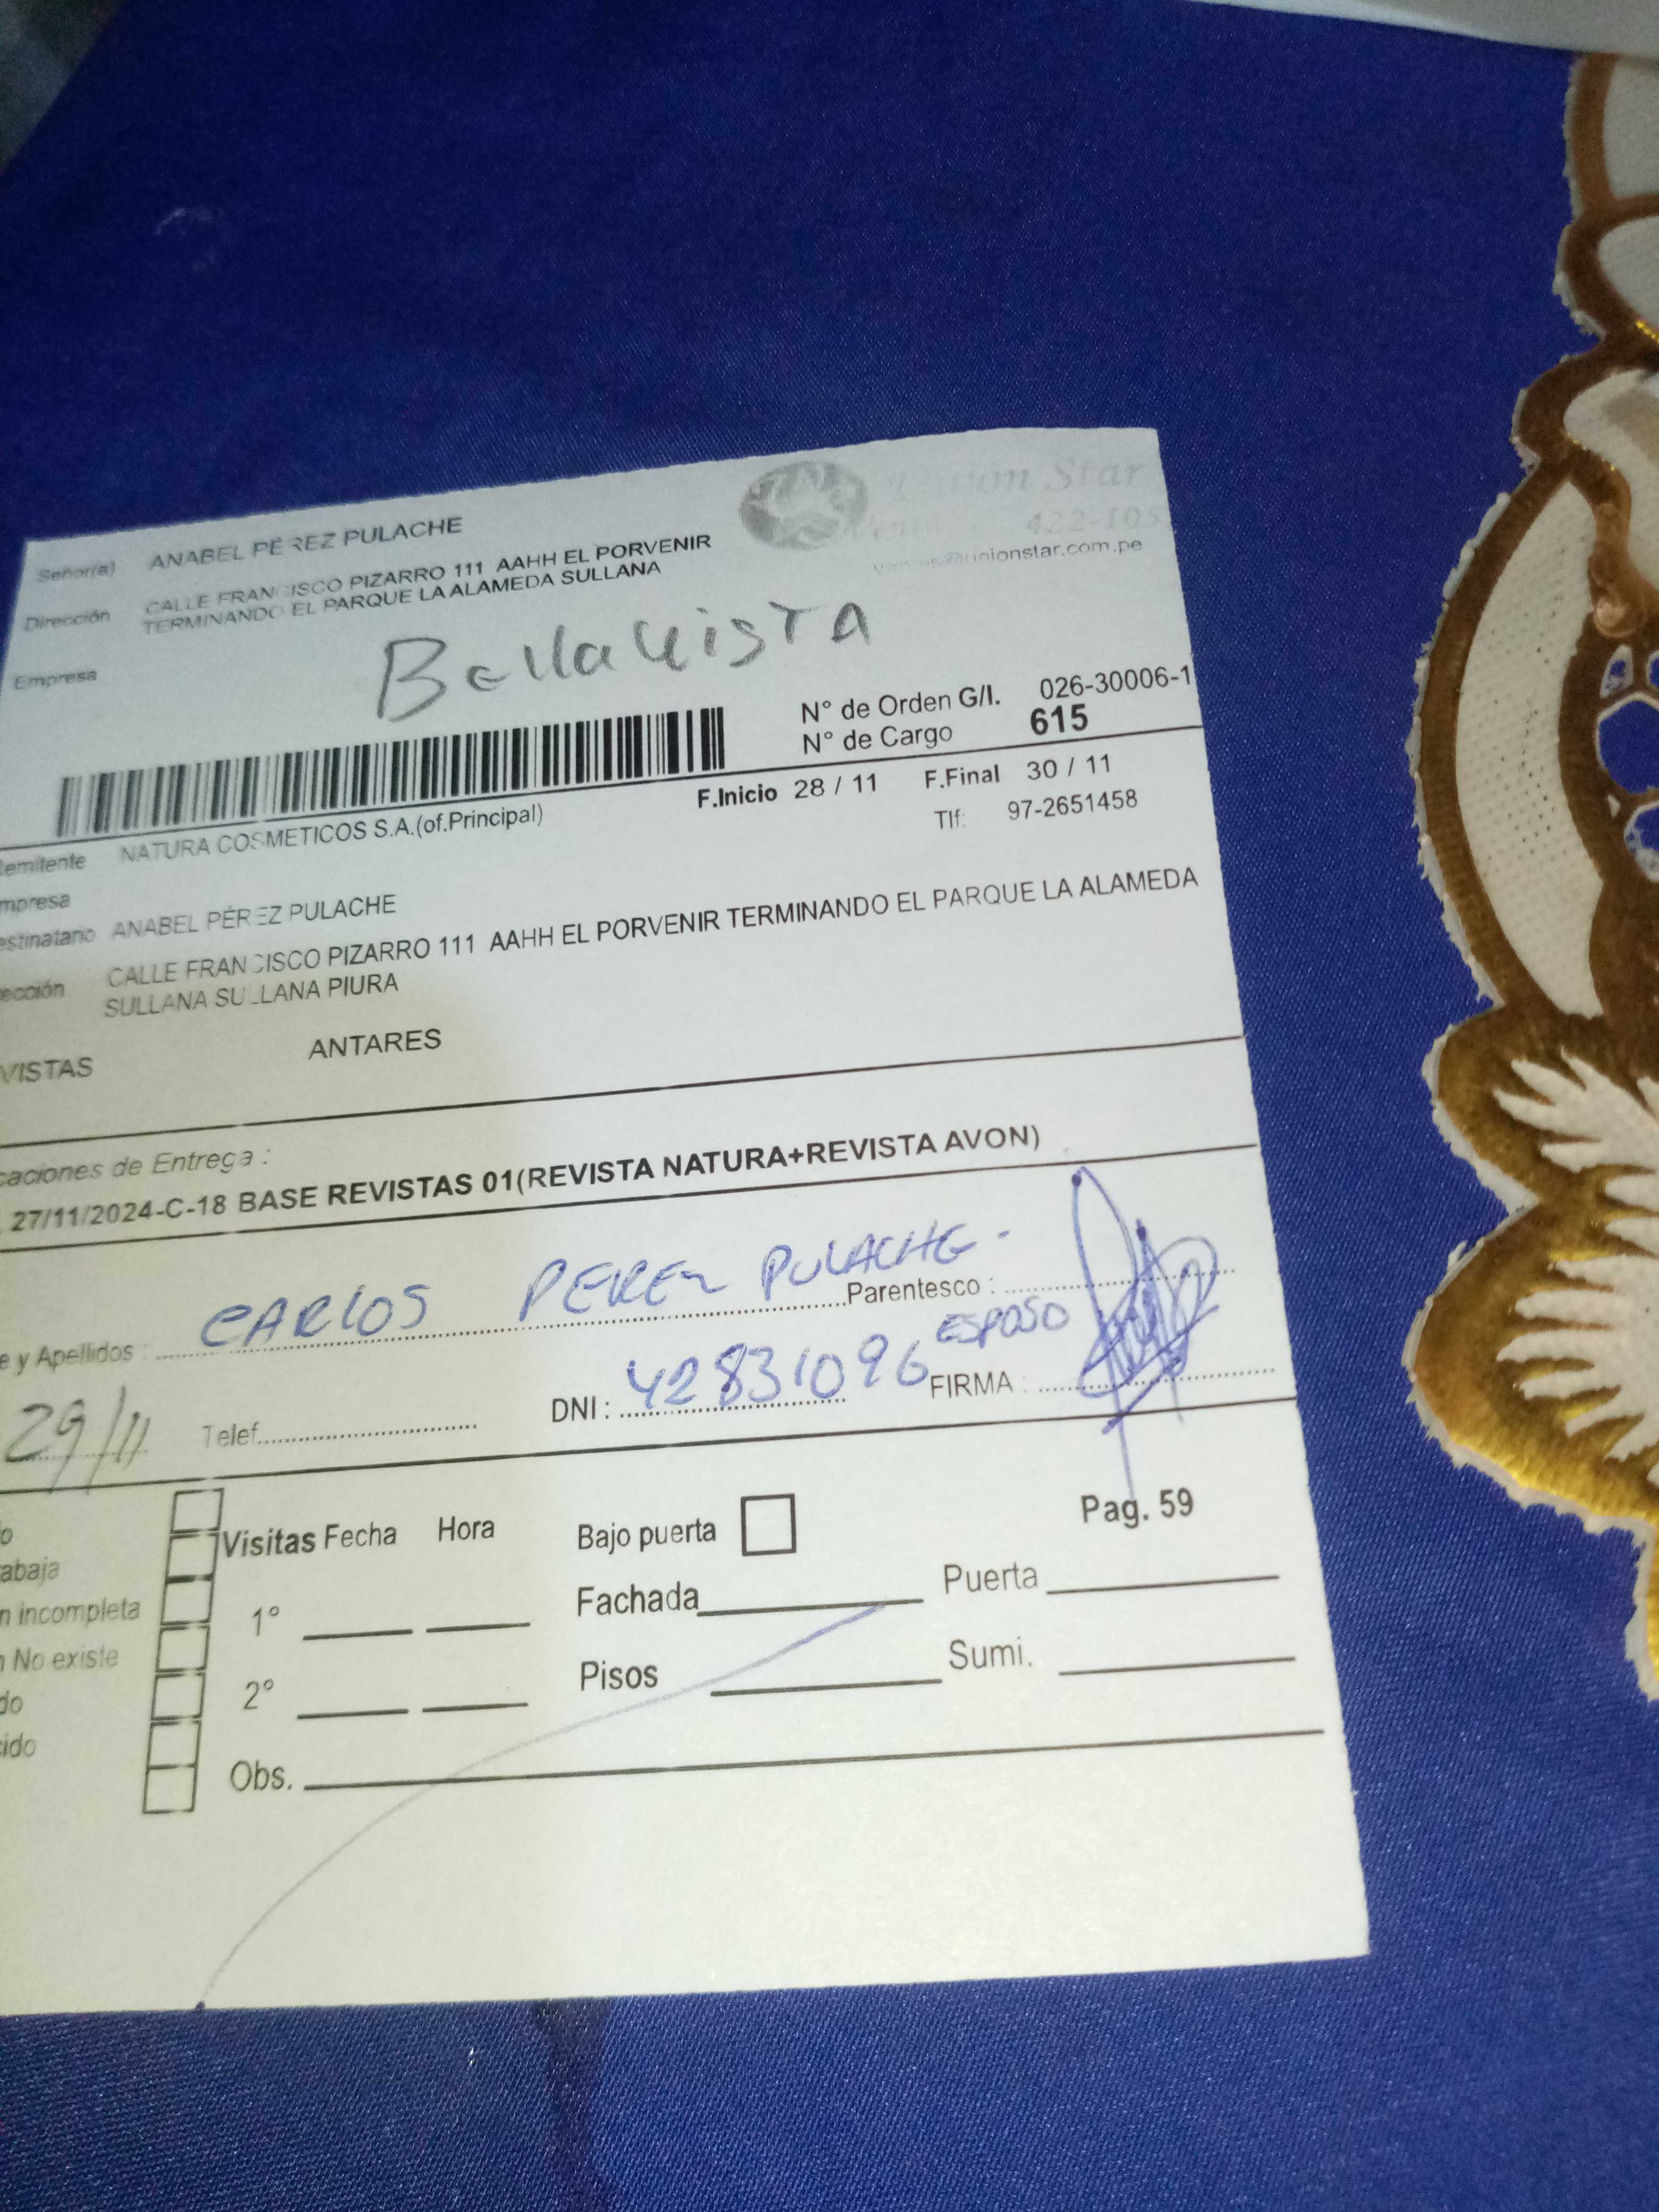 Señor(a) ANABEL PÉREZ PULACHE
Dirección CALLE FRANCISCO PIZARRO 111 AAHH EL PORVENIR
TERMINANDO EL PARQUE LA ALAMEDA SULLANA
Empresa
Union Star
422-105
@unionstar.com.pe
Bellavista
N° de Orden G/I. 026-30006-1
N° de Cargo 615
F.Inicio 28 / 11 F.Final 30 / 11
Tlf: 97-2651458
emitente NATURA COSMETICOS S.A.(of.Principal)
mpresa
estinatario ANABEL PÉREZ PULACHE
ección CALLE FRANCISCO PIZARRO 111 AAHH EL PORVENIR TERMINANDO EL PARQUE LA ALAMEDA
SULLANA SULLANA PIURA
VISTAS ANTARES
caciones de Entrega :
27/11/2024-C-18 BASE REVISTAS 01(REVISTA NATURA+REVISTA AVON)
e y Apellidos : CARLOS PEREZ PULACHE - Parentesco :
ESPOSO
29/11 Telef. DNI : 42831096 FIRMA :
o
abaja
n incompleta
n No existe
do
ido
Visitas Fecha Hora Bajo puerta Pag. 59
1° Fachada Puerta
2° Pisos Sumi.
Obs.